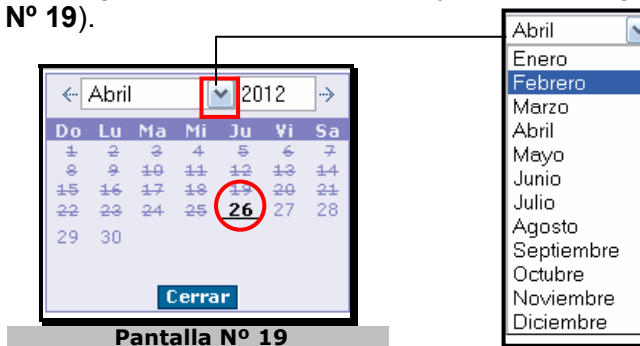 Nº 19).
Abril 2012
Do Lu Ma Mi Ju Vi Sa
1 2 3 4 5 6 7
8 9 10 11 12 13 14
15 16 17 18 19 20 21
22 23 24 25 26 27 28
29 30
Cerrar
Pantalla Nº 19
Abril
Enero
Febrero
Marzo
Abril
Mayo
Junio
Julio
Agosto
Septiembre
Octubre
Noviembre
Diciembre